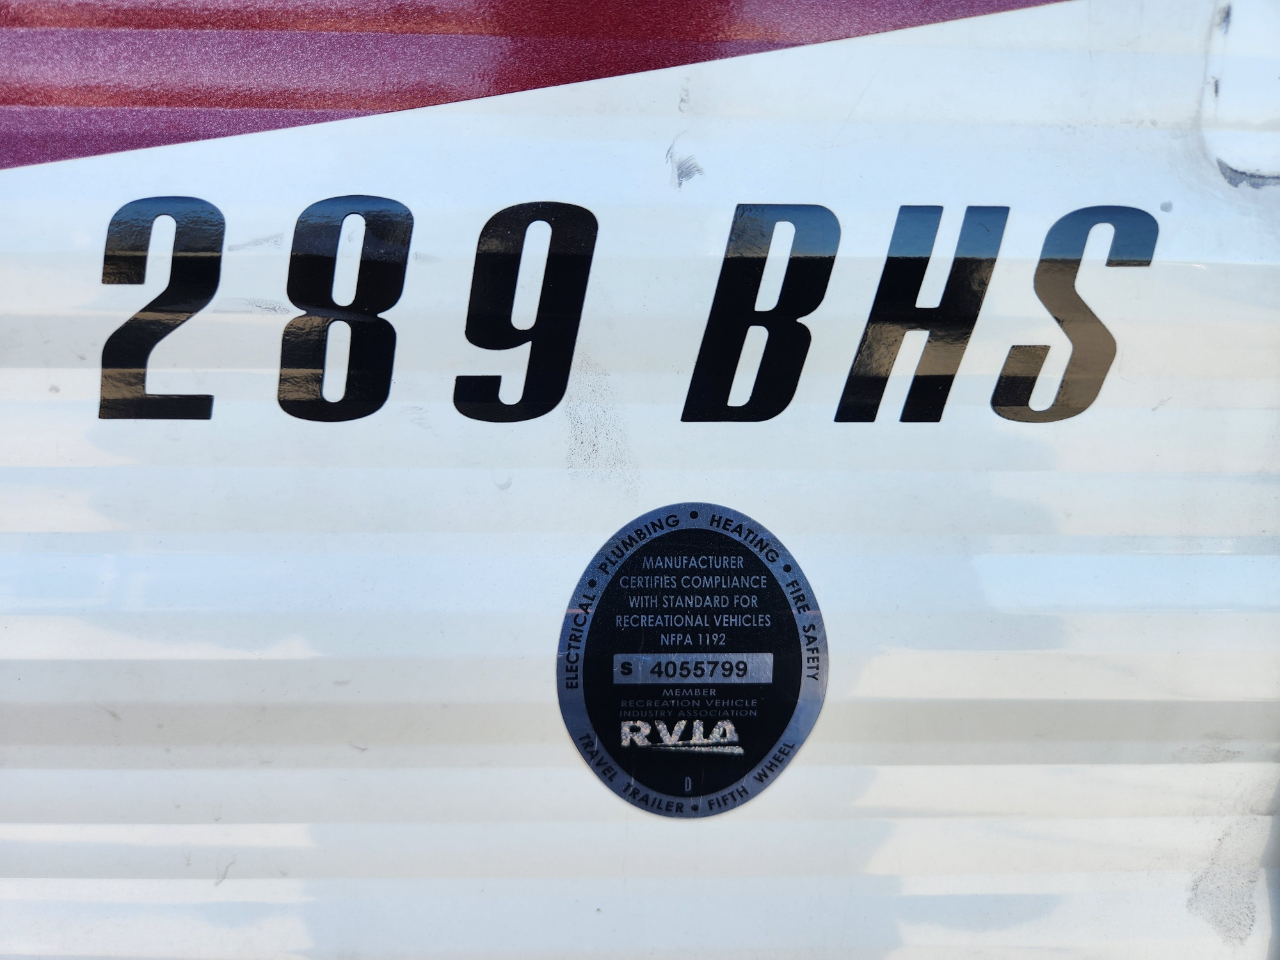 289 BHS
ELECTRICAL • PLUMBING • HEATING • FIRE SAFETY
MANUFACTURER
CERTIFIES COMPLIANCE
WITH STANDARD FOR
RECREATIONAL VEHICLES
NFPA 1192
S 4055799
MEMBER
RECREATION VEHICLE
INDUSTRY ASSOCIATION
RVIA
D
TRAVEL TRAILER • FIFTH WHEEL